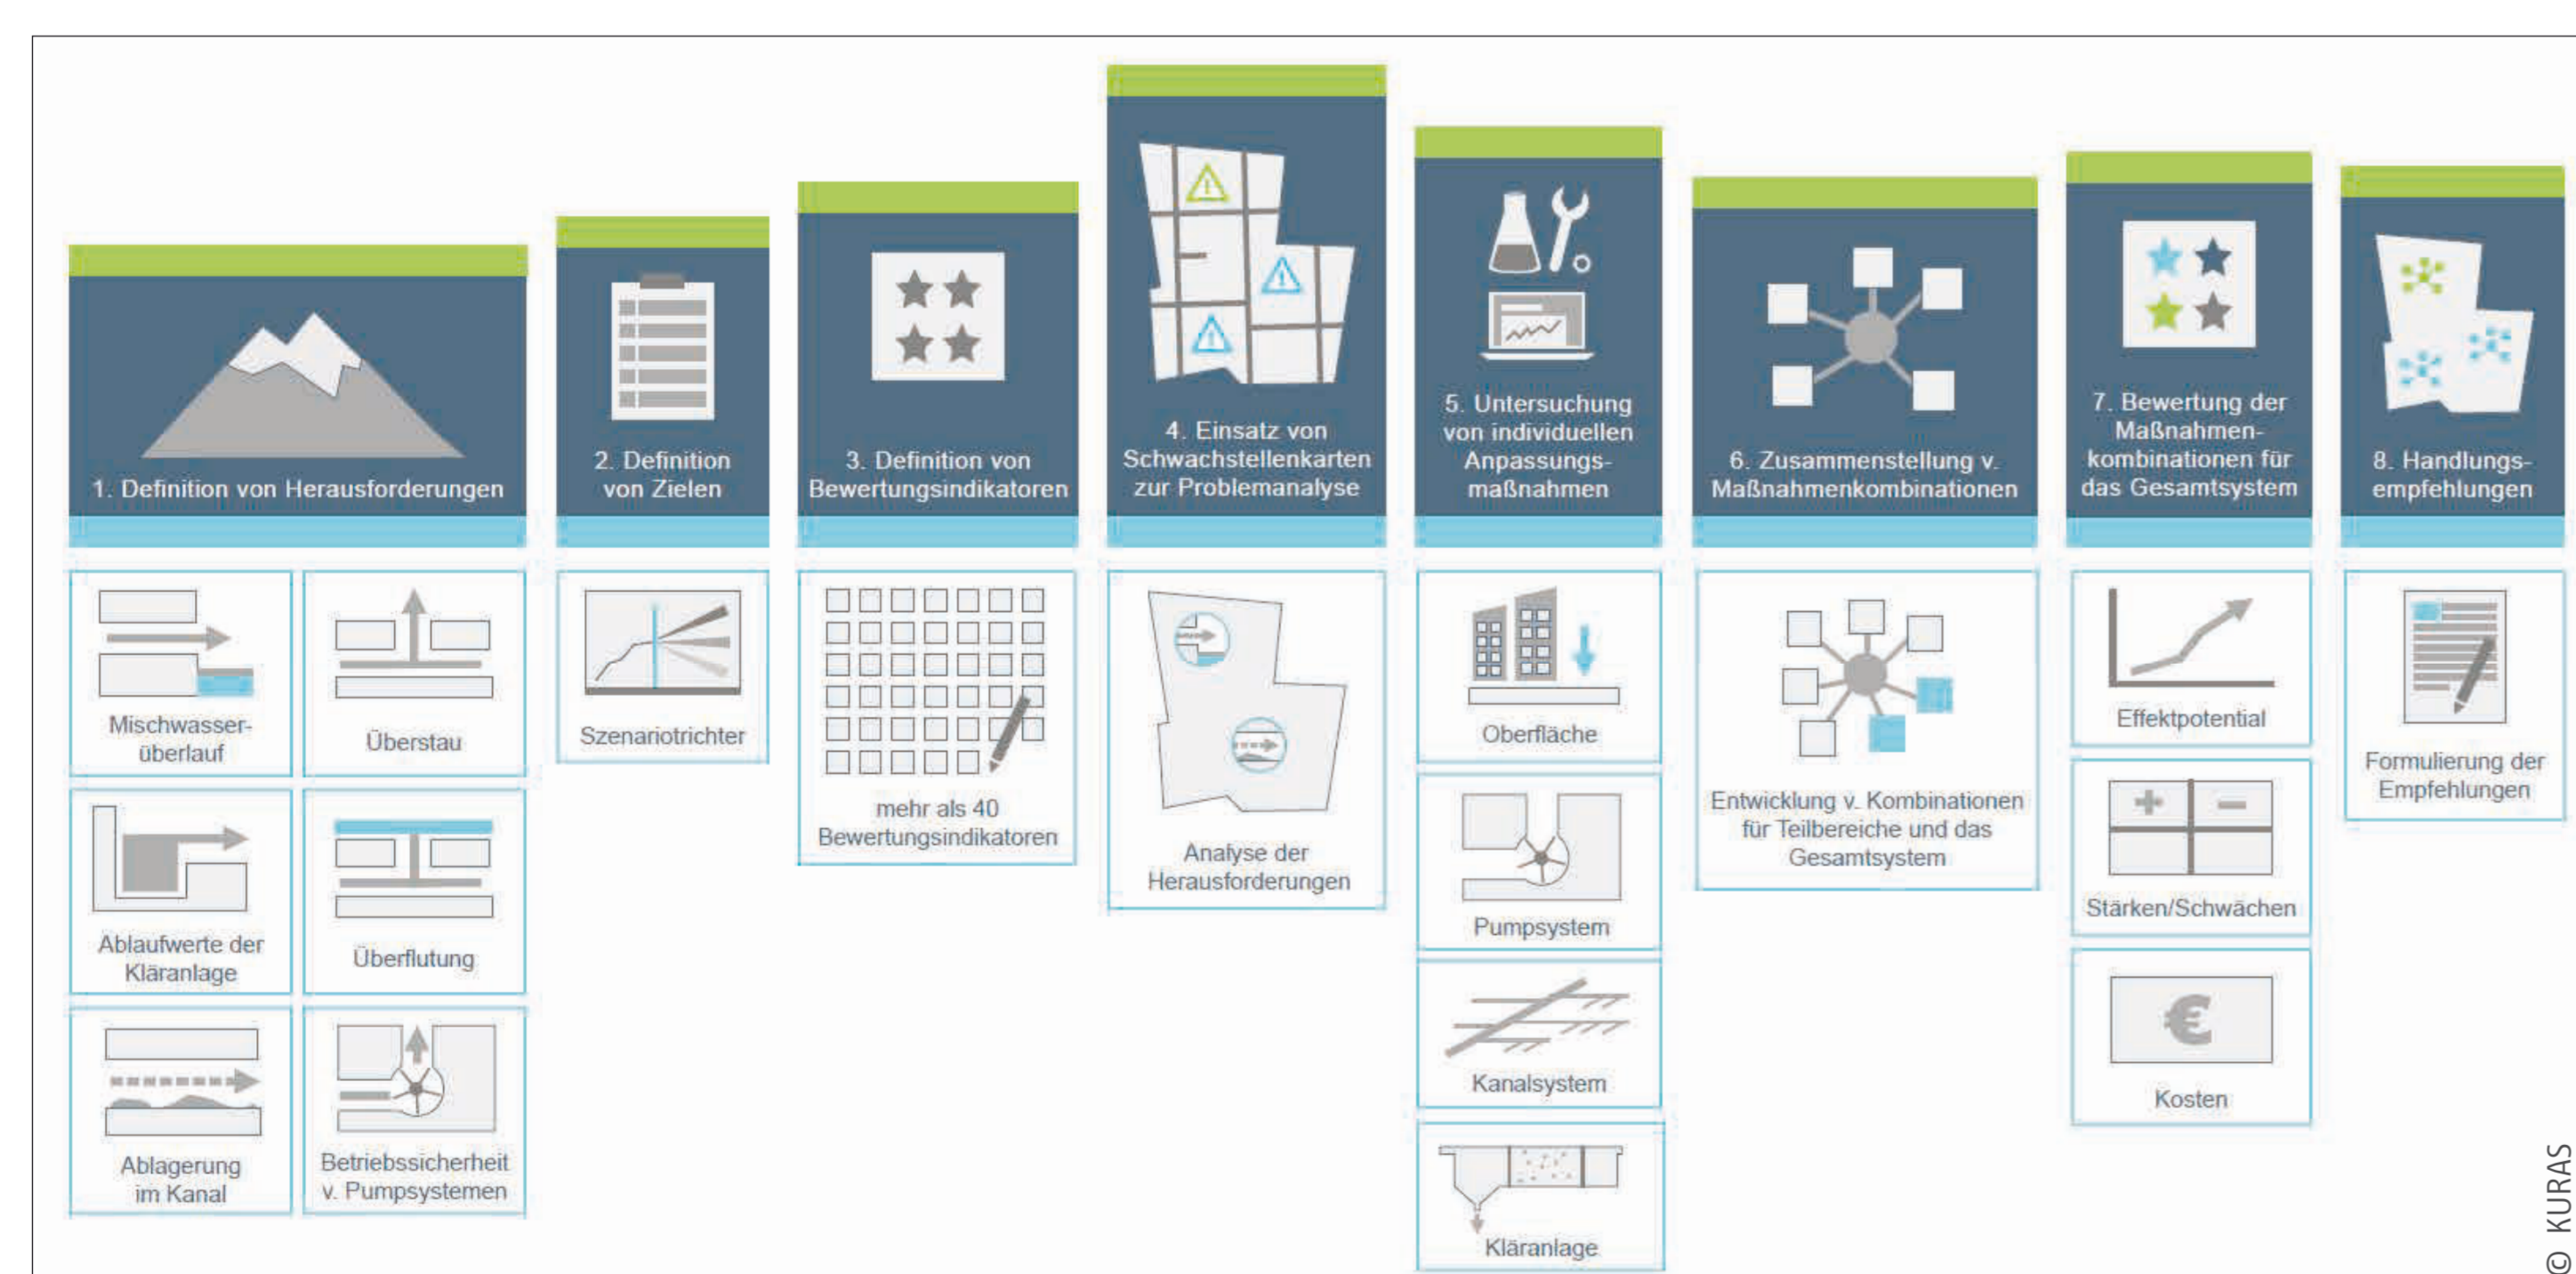 1. Definition von Herausforderungen
2. Definition
von Zielen
3. Definition von
Bewertungsindikatoren
4. Einsatz von
Schwachstellenkarten
zur Problemanalyse
5. Untersuchung
von individuellen
Anpassungs-
maßnahmen
6. Zusammenstellung v.
Maßnahmenkombinationen
7. Bewertung der
Maßnahmen-
kombinationen für
das Gesamtsystem
8. Handlungs-
empfehlungen
Mischwasser-
überlauf
Überstau
Ablaufwerte der
Kläranlage
Überflutung
Ablagerung
im Kanal
Betriebssicherheit
v. Pumpsystemen
Szenariotrichter
mehr als 40
Bewertungsindikatoren
Analyse der
Herausforderungen
Oberfläche
Pumpsystem
Kanalsystem
Kläranlage
Entwicklung v. Kombinationen
für Teilbereiche und das
Gesamtsystem
Effektpotential
Stärken/Schwächen
€
Kosten
Formulierung der
Empfehlungen
© KURAS